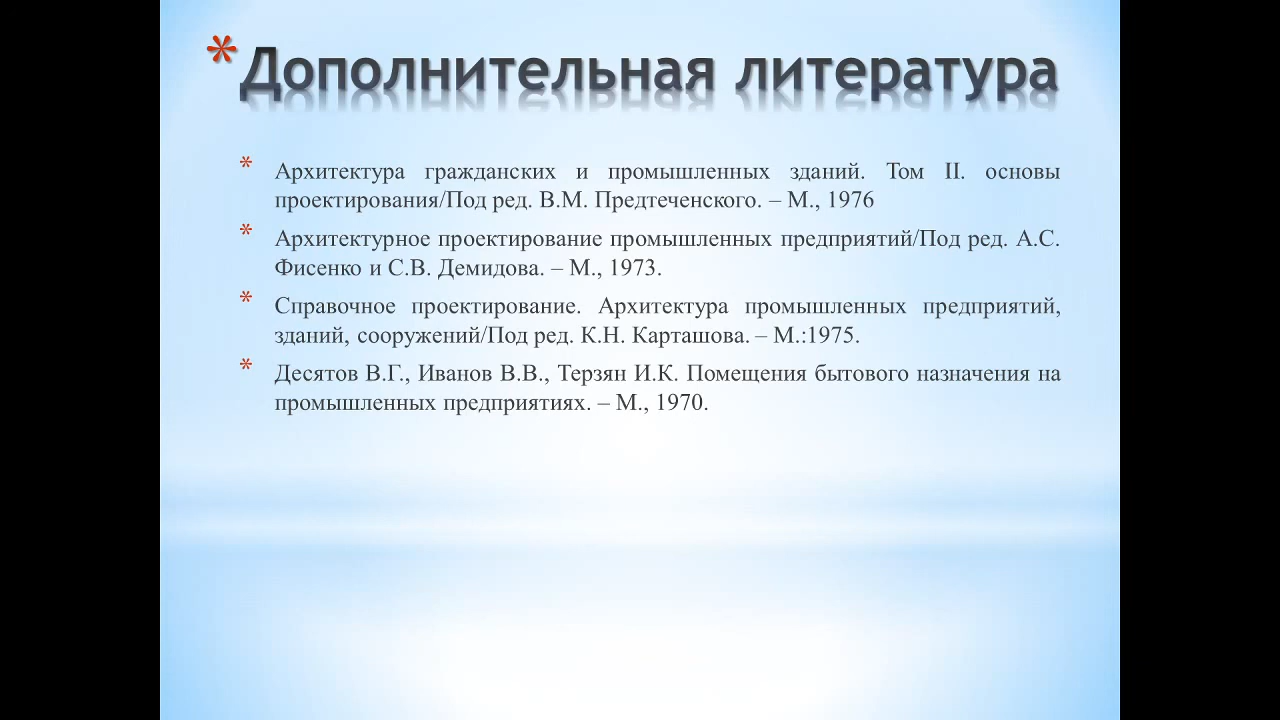 * Дополнительная литература
* Архитектура гражданских и промышленных зданий. Том II. основы
проектирования/Под ред. В.М. Предтеченского. – М., 1976
* Архитектурное проектирование промышленных предприятий/Под ред. А.С.
Фисенко и С.В. Демидова. – М., 1973.
* Справочное проектирование. Архитектура промышленных предприятий,
зданий, сооружений/Под ред. К.Н. Карташова. – М.:1975.
* Десятов В.Г., Иванов В.В., Терзян И.К. Помещения бытового назначения на
промышленных предприятиях. – М., 1970.